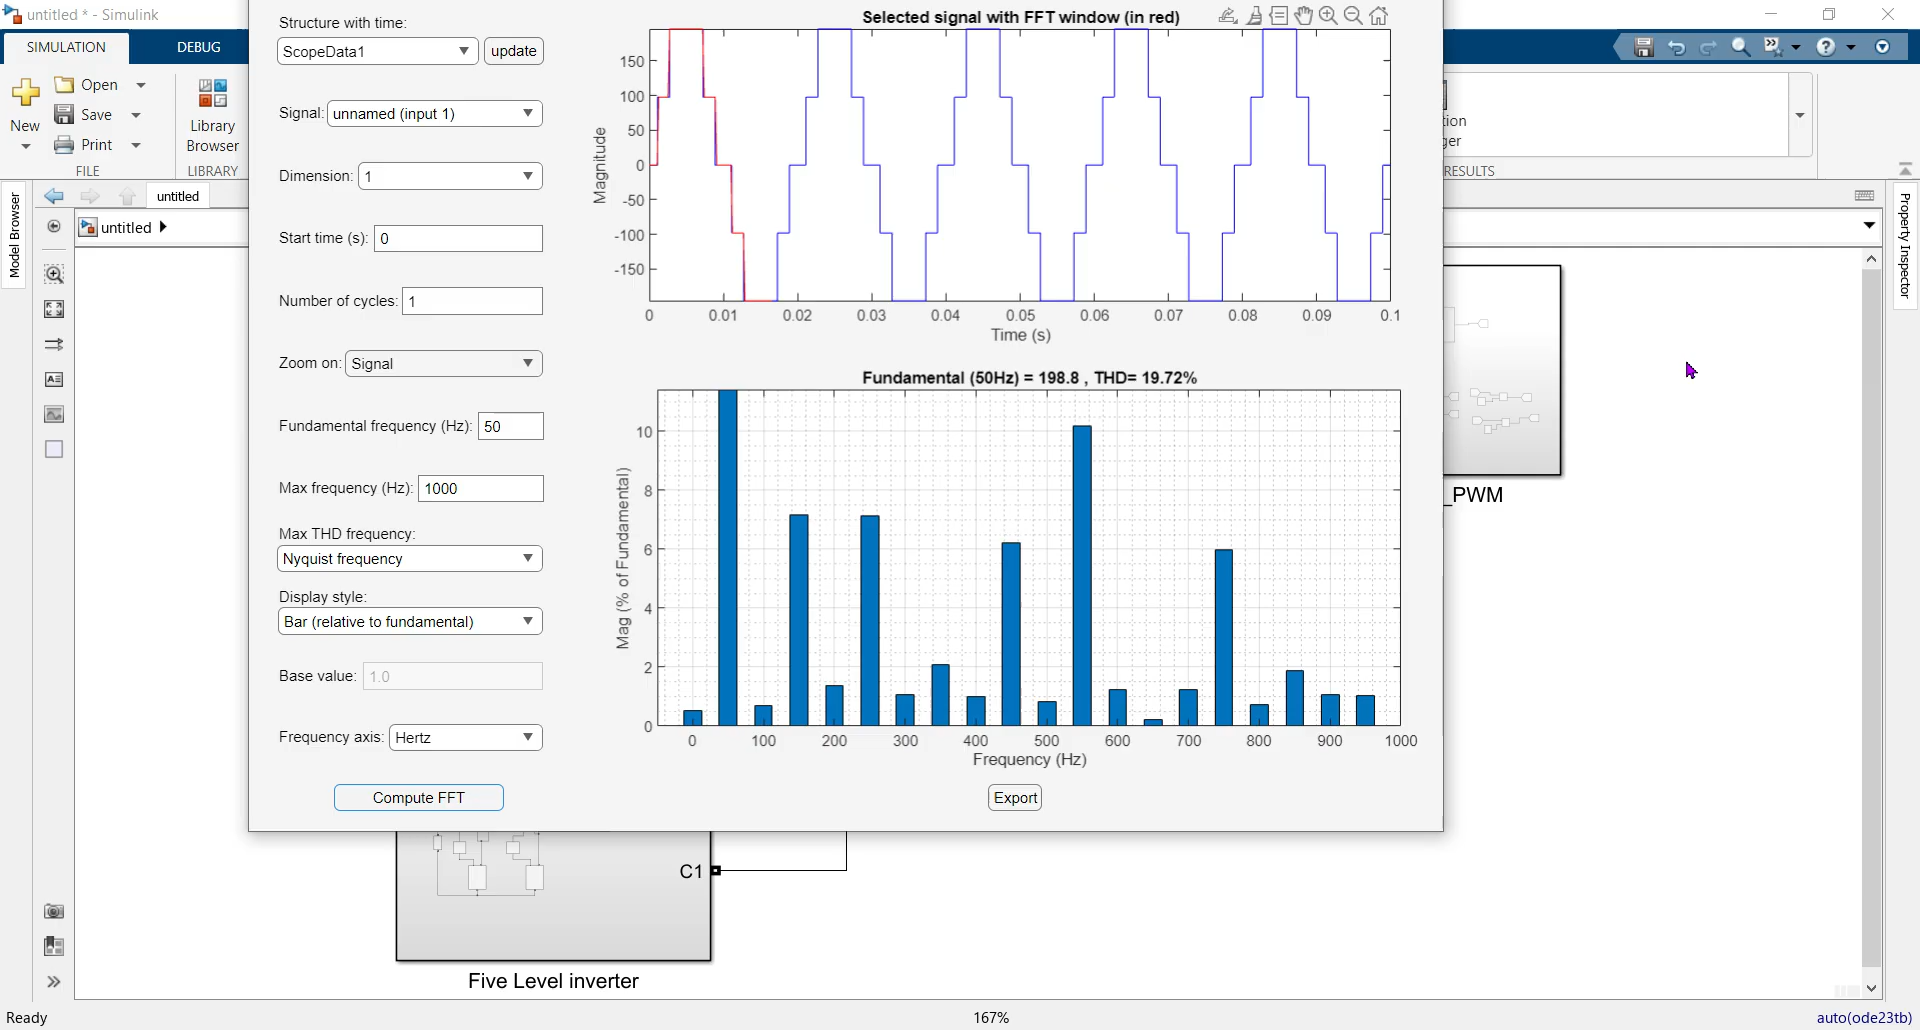 untitled * - Simulink
SIMULATION
DEBUG
New
Open
Save
Print
FILE
Library
Browser
LIBRARY
Model Browser
untitled
untitled
Structure with time:
ScopeData1
update
Signal:
unnamed (input 1)
Dimension:
1
Start time (s):
0
Number of cycles:
1
Zoom on:
Signal
Fundamental frequency (Hz):
50
Max frequency (Hz):
1000
Max THD frequency:
Nyquist frequency
Display style:
Bar (relative to fundamental)
Base value:
1.0
Frequency axis:
Hertz
Compute FFT
Selected signal with FFT window (in red)
Magnitude
150
100
50
0
-50
-100
-150
0 0.01 0.02 0.03 0.04 0.05 0.06 0.07 0.08 0.09 0.1
Time (s)
Fundamental (50Hz) = 198.8 , THD= 19.72%
Mag (% of Fundamental)
10
8
6
4
2
0
0 100 200 300 400 500 600 700 800 900 1000
Frequency (Hz)
Export
tion
ger
RESULTS
Property Inspector
_PWM
C1
Five Level inverter
Ready
167%
auto(ode23tb)